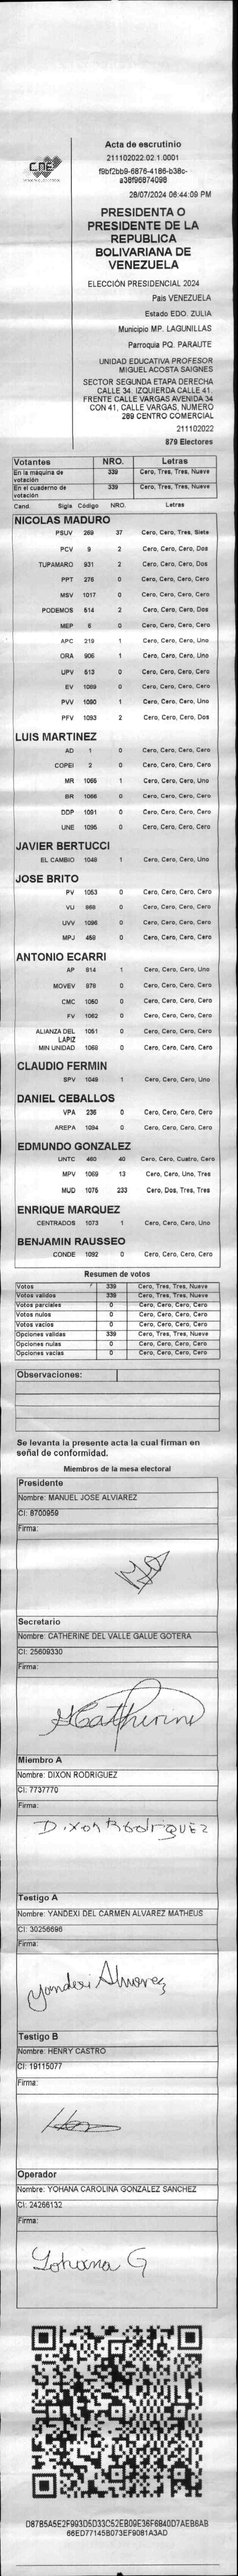 CNE
Acta de escrutinio
211102022.02.1.0001
f9bf2bb9-6876-4186-b38c-
a38f96874098
28/07/2024 06:44:09 PM
PRESIDENTA O
PRESIDENTE DE LA
REPUBLICA
BOLIVARIANA DE
VENEZUELA
ELECCIÓN PRESIDENCIAL 2024
País VENEZUELA
Estado EDO. ZULIA
Municipio MP. LAGUNILLAS
Parroquia PQ. PARAUTE
UNIDAD EDUCATIVA PROFESOR
MIGUEL ACOSTA SAIGNES
SECTOR SEGUNDA ETAPA DERECHA
CALLE 34. IZQUIERDA CALLE 41.
FRENTE CALLE VARGAS AVENIDA 34
CON 41, CALLE VARGAS, NUMERO
289 CENTRO COMERCIAL
211102022
879 Electores
Votantes NRO. Letras
En la maquina de votación 339 Cero, Tres, Tres, Nueve
En el cuaderno de votación 339 Cero, Tres, Tres, Nueve
Cand. Sigla Código NRO. Letras
NICOLAS MADURO
PSUV 269 37 Cero, Cero, Tres, Siete
PCV 9 2 Cero, Cero, Cero, Dos
TUPAMARO 931 2 Cero, Cero, Cero, Dos
PPT 276 0 Cero, Cero, Cero, Cero
MSV 1017 0 Cero, Cero, Cero, Cero
PODEMOS 514 2 Cero, Cero, Cero, Dos
MEP 6 0 Cero, Cero, Cero, Cero
APC 219 1 Cero, Cero, Cero, Uno
ORA 906 1 Cero, Cero, Cero, Uno
UPV 513 0 Cero, Cero, Cero, Cero
EV 1089 0 Cero, Cero, Cero, Cero
PVV 1090 1 Cero, Cero, Cero, Uno
PFV 1093 2 Cero, Cero, Cero, Dos
LUIS MARTINEZ
AD 1 0 Cero, Cero, Cero, Cero
COPEI 2 0 Cero, Cero, Cero, Cero
MR 1065 1 Cero, Cero, Cero, Uno
BR 1066 0 Cero, Cero, Cero, Cero
DDP 1091 0 Cero, Cero, Cero, Cero
UNE 1095 0 Cero, Cero, Cero, Cero
JAVIER BERTUCCI
EL CAMBIO 1048 1 Cero, Cero, Cero, Uno
JOSE BRITO
PV 1053 0 Cero, Cero, Cero, Cero
VU 0 Cero, Cero, Cero, Cero
UVV 1096 0 Cero, Cero, Cero, Cero
MPJ 459 0 Cero, Cero, Cero, Cero
ANTONIO ECARRI
AP 814 1 Cero, Cero, Cero, Uno
MOVEV 978 0 Cero, Cero, Cero, Cero
CMC 1050 0 Cero, Cero, Cero, Cero
FV 1062 0 Cero, Cero, Cero, Cero
ALIANZA DEL LAPIZ 1051 0 Cero, Cero, Cero, Cero
MIN UNIDAD 1068 0 Cero, Cero, Cero, Cero
CLAUDIO FERMIN
SPV 1049 1 Cero, Cero, Cero, Uno
DANIEL CEBALLOS
VPA 236 0 Cero, Cero, Cero, Cero
AREPA 1094 0 Cero, Cero, Cero, Cero
EDMUNDO GONZALEZ
UNTC 460 40 Cero, Cero, Cuatro, Cero
MPV 1069 13 Cero, Cero, Uno, Tres
MUD 1075 233 Cero, Dos, Tres, Tres
ENRIQUE MARQUEZ
CENTRADOS 1073 1 Cero, Cero, Cero, Uno
BENJAMIN RAUSSEO
CONDE 1092 0 Cero, Cero, Cero, Cero
Resumen de votos
Votos 339 Cero, Tres, Tres, Nueve
Votos validos 339 Cero, Tres, Tres, Nueve
Votos parciales 0 Cero, Cero, Cero, Cero
Votos nulos 0 Cero, Cero, Cero, Cero
Votos vacios 0 Cero, Cero, Cero, Cero
Opciones validas 339 Cero, Tres, Tres, Nueve
Opciones nulas 0 Cero, Cero, Cero, Cero
Opciones vacias 0 Cero, Cero, Cero, Cero
Observaciones:
Se levanta la presente acta la cual firman en
señal de conformidad.
Miembros de la mesa electoral
Presidente
Nombre: MANUEL JOSE ALVIAREZ
CI: 8700959
Firma:
Secretario
Nombre: CATHERINE DEL VALLE GALUE GOTERA
CI: 25609330
Firma:
Catherine
Miembro A
Nombre: DIXON RODRIGUEZ
CI: 7737770
Firma:
Dixon Rodriguez
Testigo A
Nombre: YANDEXI DEL CARMEN ALVAREZ MATHEUS
CI: 30256696
Firma:
Yandexi Alvarez
Testigo B
Nombre: HENRY CASTRO
CI: 19115077
Firma:
Operador
Nombre: YOHANA CAROLINA GONZALEZ SANCHEZ
CI: 24266132
Firma:
Yohana G
D87B5A5E2F993D5D33C52EB09E36F6840D7AEB6AB
66ED77145B073EF9081A3AD